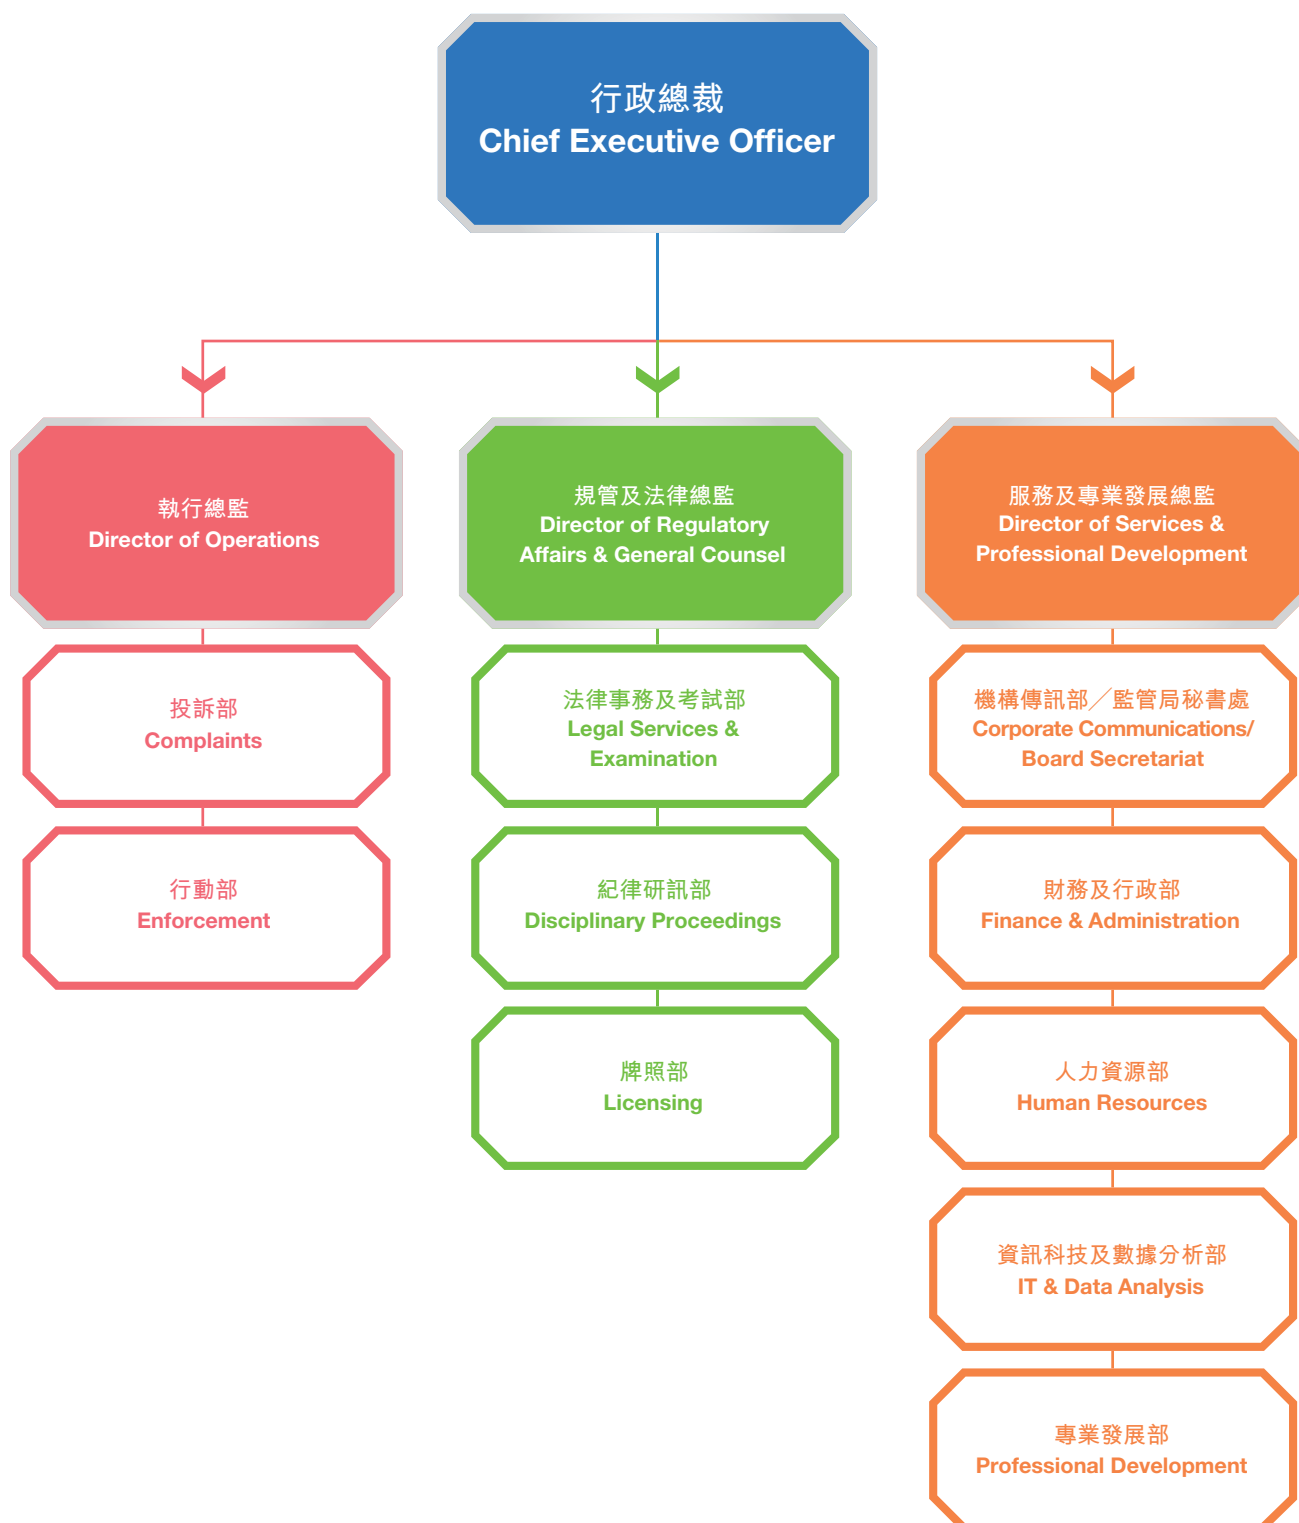 行政總裁
Chief Executive Officer
執行總監
Director of Operations
規管及法律總監
Director of Regulatory
Affairs & General Counsel
服務及專業發展總監
Director of Services &
Professional Development
投訴部
Complaints
行動部
Enforcement
法律事務及考試部
Legal Services &
Examination
紀律研訊部
Disciplinary Proceedings
牌照部
Licensing
機構傳訊部╱監管局秘書處
Corporate Communications/
Board Secretariat
財務及行政部
Finance & Administration
人力資源部
Human Resources
資訊科技及數據分析部
IT & Data Analysis
專業發展部
Professional Development